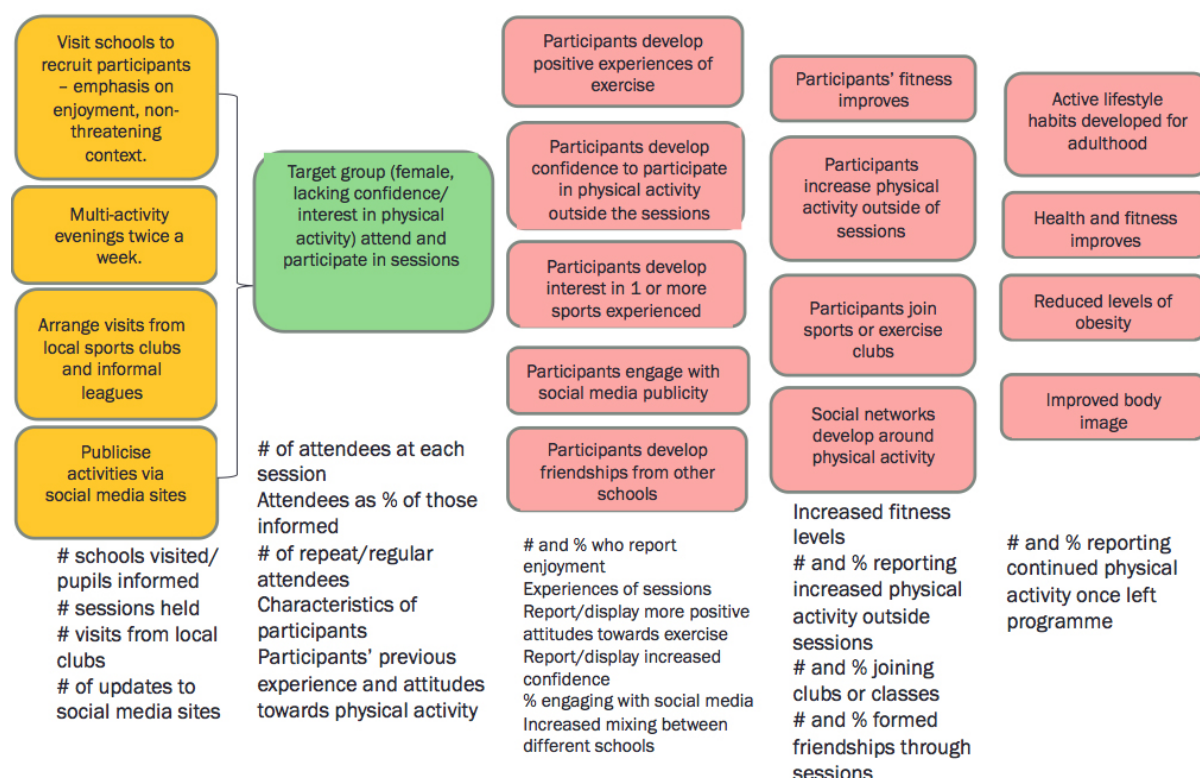 Visit schools to
recruit participants
– emphasis on
enjoyment, non-
threatening
context.
Multi-activity
evenings twice a
week.
Arrange visits from
local sports clubs
and informal
leagues
Publicise
activities via
social media sites
# schools visited/
pupils informed
# sessions held
# visits from local
clubs
# of updates to
social media sites
Target group (female,
lacking confidence/
interest in physical
activity) attend and
participate in sessions
# of attendees at each
session
Attendees as % of those
informed
# of repeat/regular
attendees
Characteristics of
participants
Participants’ previous
experience and attitudes
towards physical activity
Participants develop
positive experiences of
exercise
Participants develop
confidence to participate
in physical activity
outside the sessions
Participants develop
interest in 1 or more
sports experienced
Participants engage with
social media publicity
Participants develop
friendships from other
schools
# and % who report
enjoyment
Experiences of sessions
Report/display more positive
attitudes towards exercise
Report/display increased
confidence
% engaging with social media
Increased mixing between
different schools
Participants’ fitness
improves
Participants
increase physical
activity outside of
sessions
Participants join
sports or exercise
clubs
Social networks
develop around
physical activity
Increased fitness
levels
# and % reporting
increased physical
activity outside
sessions
# and % joining
clubs or classes
# and % formed
friendships through
sessions
Active lifestyle
habits developed for
adulthood
Health and fitness
improves
Reduced levels of
obesity
Improved body
image
# and % reporting
continued physical
activity once left
programme